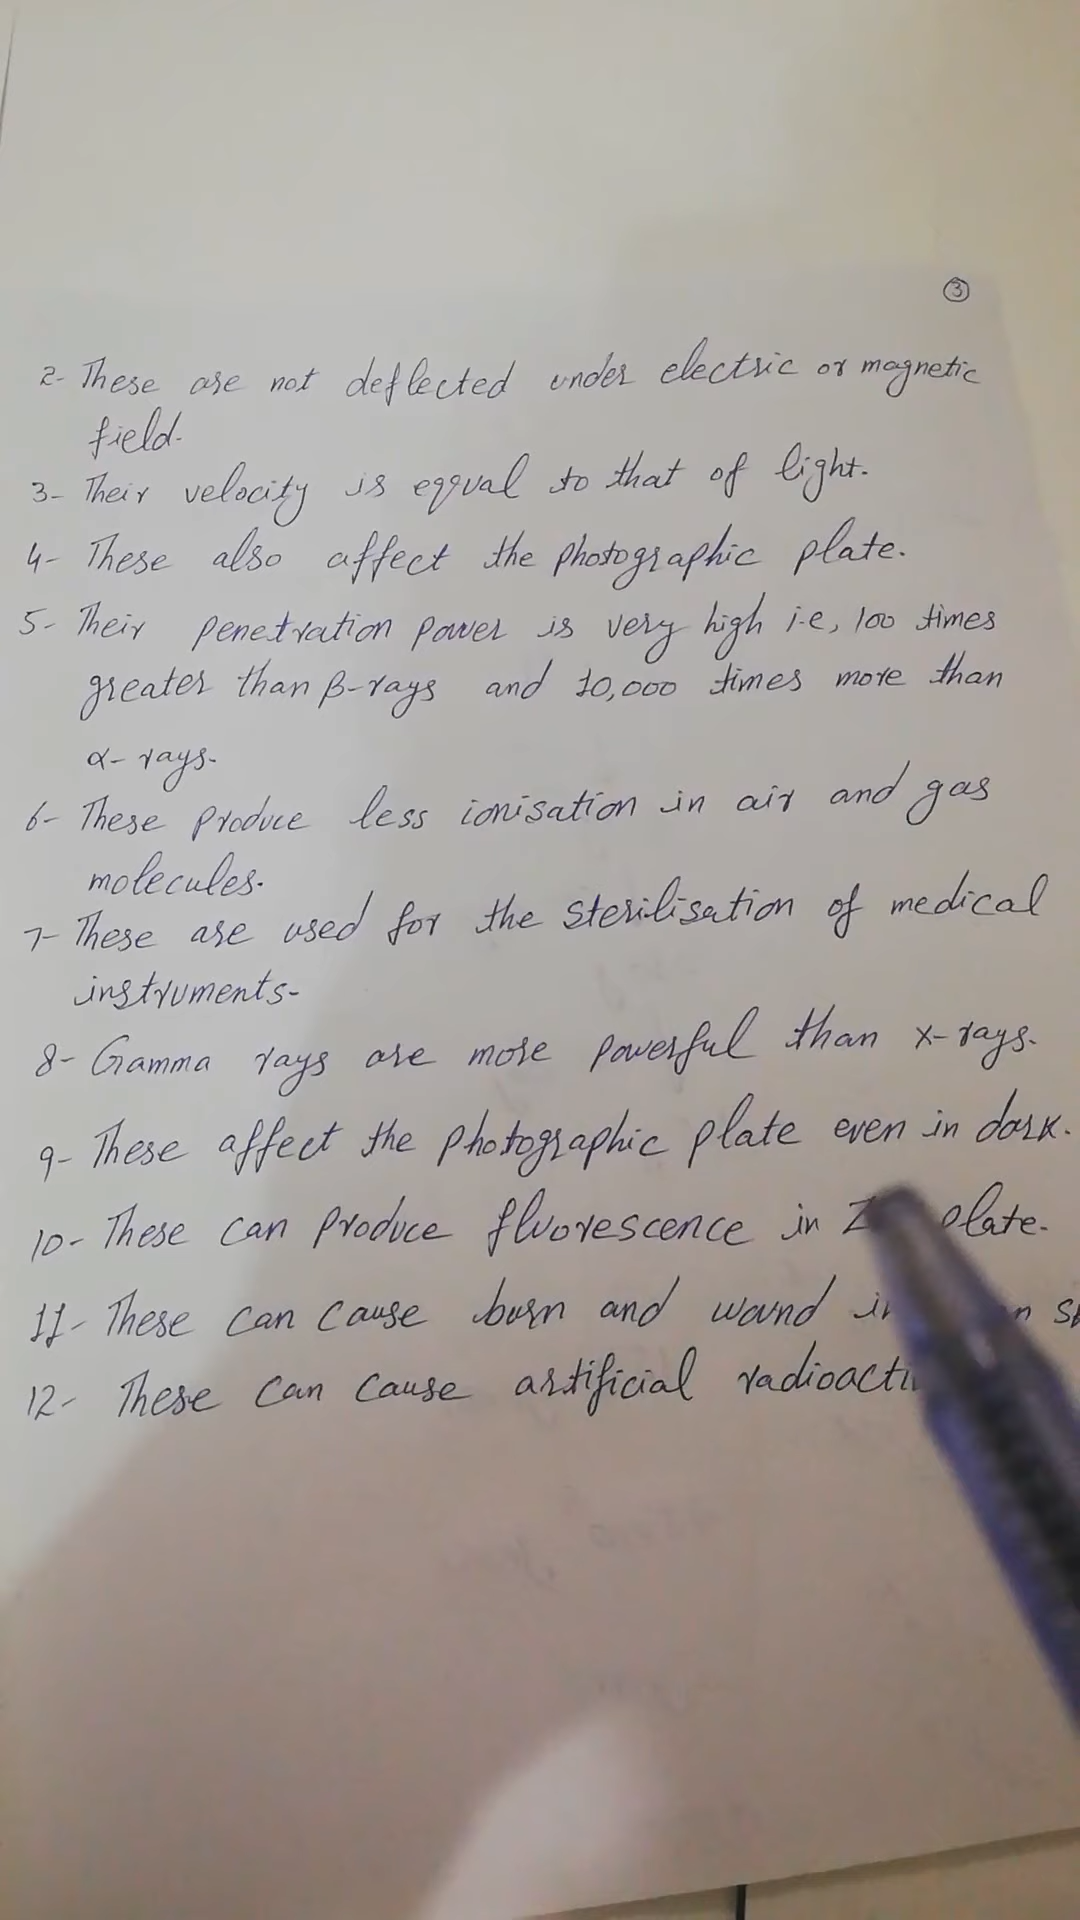 3
2- These are not deflected under electric or magnetic
field.
3- Their velocity is eqqual to that of light.
4- These also affect the photographic plate.
5- Their penetration power is very high i.e, 100 times
greater than β-rays and 10,000 times more than
α- rays.
6- These produce less ionisation in air and gas
molecules.
7- These are used for the sterilisation of medical
instruments-
8- Gamma rays are more powerful than x-rays.
9- These affect the photographic plate even in dark.
10- These can produce fluorescence in plate.
11- These can cause burn and wound
12- These can cause artificial